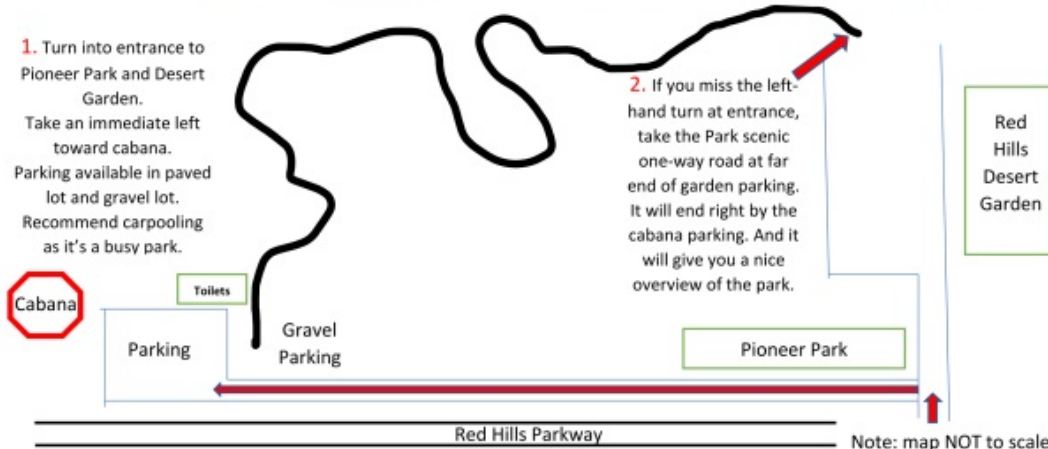 1. Turn into entrance to
Pioneer Park and Desert
Garden.
Take an immediate left
toward cabana.
Parking available in paved
lot and gravel lot.
Recommend carpooling
as it's a busy park.
2. If you miss the left-
hand turn at entrance,
take the Park scenic
one-way road at far
end of garden parking.
It will end right by the
cabana parking. And it
will give you a nice
overview of the park.
Red
Hills
Desert
Garden
Cabana
Toilets
Parking
Gravel
Parking
Pioneer Park
Red Hills Parkway
Note: map NOT to scale